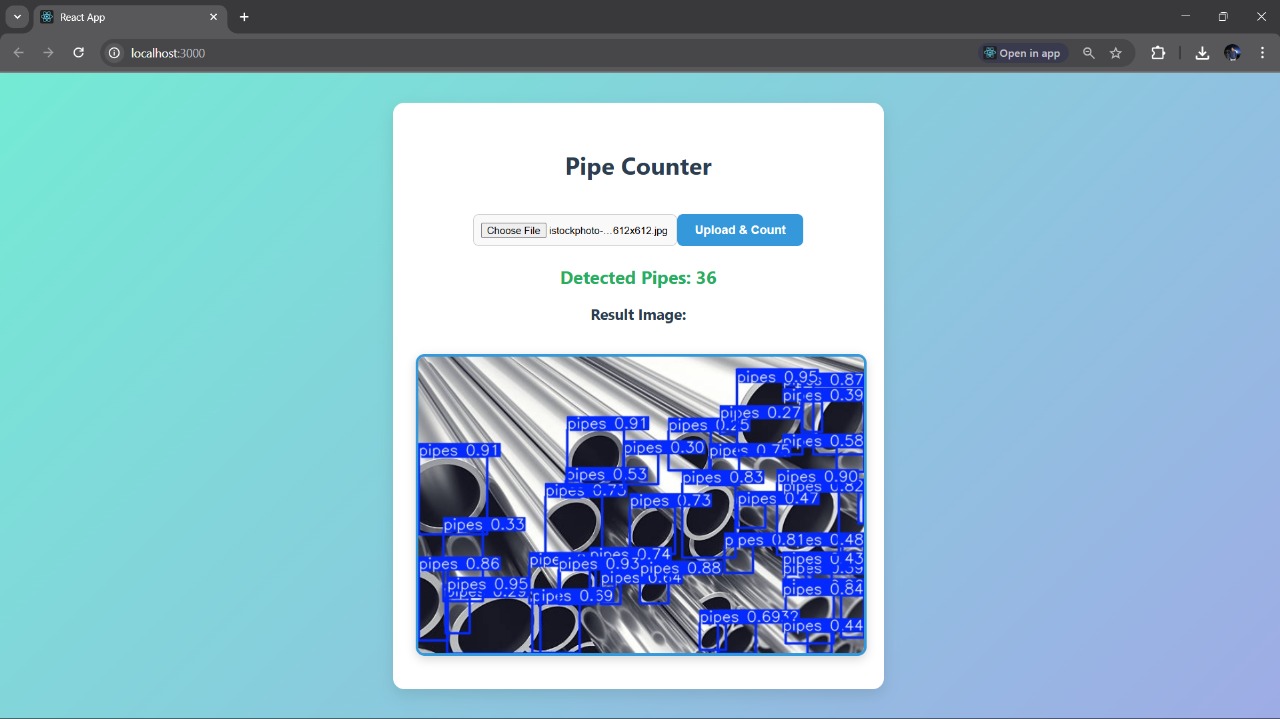 React App
localhost:3000
Open in app
Pipe Counter
Choose File istockphoto-...612x612.jpg
Upload & Count
Detected Pipes: 36
Result Image:
pipes 0.95
0.87
pipes 0.39
pipes 0.27
pipes 0.91
pipes 0.25
pipes 0.58
pipes 0.91
pipes 0.30
pipes 0.75
pipes 0.53
pipes 0.83
pipes 0.90
pipes 0.82
pipes 0.73
pipes 0.73
pipes 0.47
pipes 0.33
pipes 0.81
es 0.48
pipes 0.74
pipes 0.43
pipes 0.86
pipes 0.93
pipes 0.88
pipes 0.39
pipes 0.64
pipes 0.95
pipes 0.84
pipes 0.29
pipes 0.69
pipes 0.69
pipes 0.44